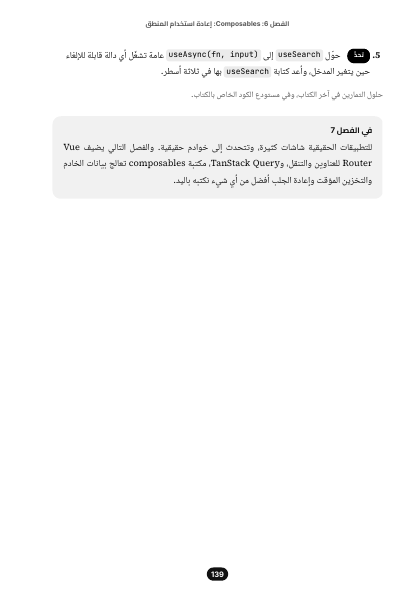 الفصل 6: Composables: إعادة استخدام المنطق
5. تحدٍّ حوّل useSearch إلى useAsync(fn, input) عامة تشغّل أي دالة قابلة للإلغاء
حين يتغير المدخل، وأعد كتابة useSearch بها في ثلاثة أسطر.
حلول التمارين في آخر الكتاب، وفي مستودع الكود الخاص بالكتاب.
في الفصل 7
للتطبيقات الحقيقية شاشات كثيرة، وتتحدث إلى خوادم حقيقية. والفصل التالي يضيف Vue
Router للعناوين والتنقل، وTanStack Query، مكتبة composables تعالج بيانات الخادم
والتخزين المؤقت وإعادة الجلب أفضل من أي شيء نكتبه باليد.
139